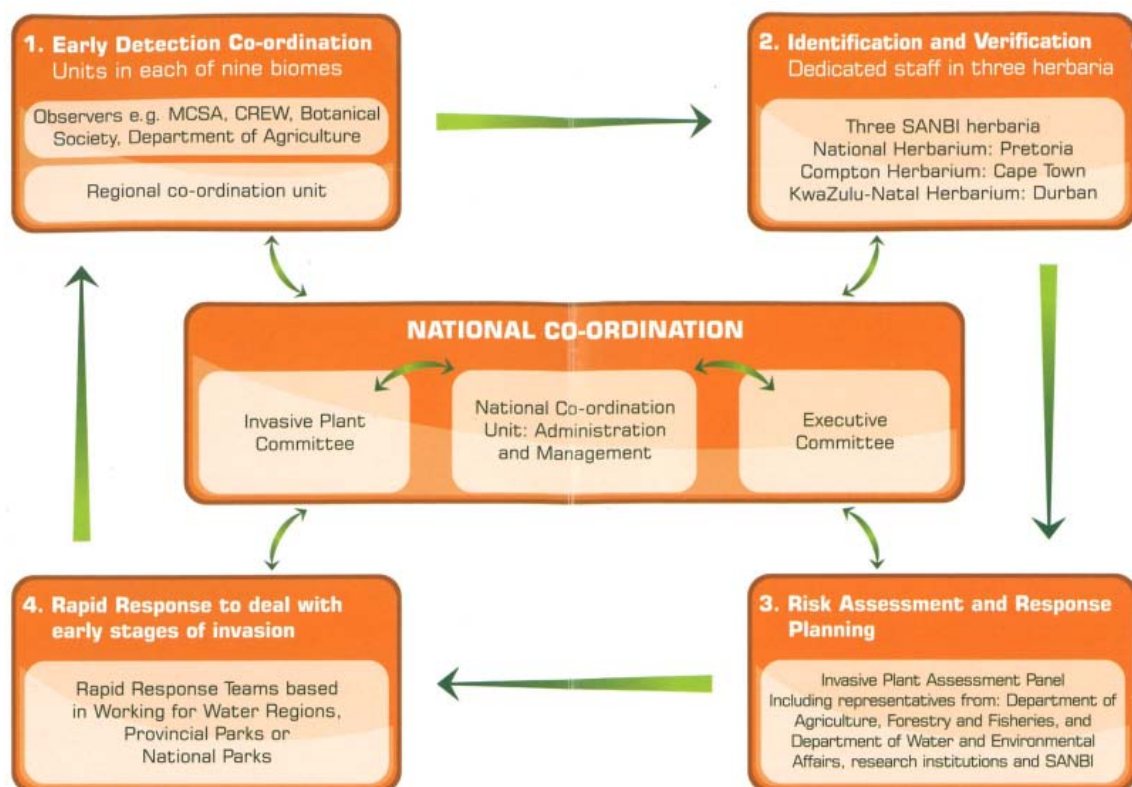 1. Early Detection Co-ordination
Units in each of nine biomes
Observers e.g. MCSA, CREW, Botanical
Society, Department of Agriculture
Regional co-ordination unit
2. Identification and Verification
Dedicated staff in three herbaria
Three SANBI herbaria
National Herbarium: Pretoria
Compton Herbarium: Cape Town
KwaZulu-Natal Herbarium: Durban
NATIONAL CO-ORDINATION
Invasive Plant
Committee
National Co-ordination
Unit: Administration
and Management
Executive
Committee
4. Rapid Response to deal with
early stages of invasion
Rapid Response Teams based
in Working for Water Regions,
Provincial Parks or
National Parks
3. Risk Assessment and Response
Planning
Invasive Plant Assessment Panel
Including representatives from: Department of
Agriculture, Forestry and Fisheries, and
Department of Water and Environmental
Affairs, research institutions and SANBI